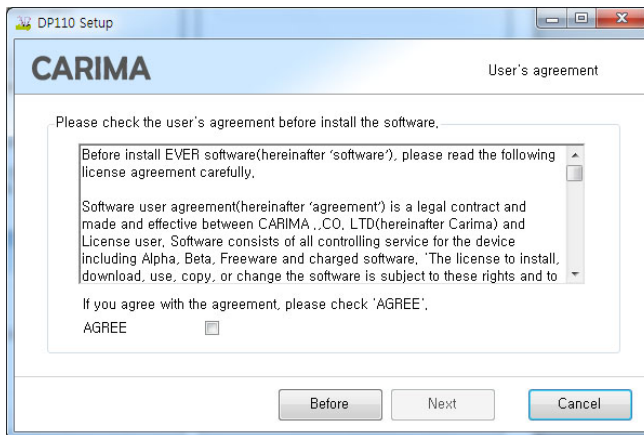 DP110 Setup
CARIMA
User's agreement
Please check the user's agreement before install the software.
Before install EVER software(hereinafter 'software'), please read the following
license agreement carefully.
Software user agreement(hereinafter 'agreement') is a legal contract and
made and effective between CARIMA .,CO. LTD(hereinafter Carima) and
License user. Software consists of all controlling service for the device
including Alpha, Beta, Freeware and charged software. 'The license to install,
download, use, copy, or change the software is subject to these rights and to
If you agree with the agreement, please check 'AGREE'.
AGREE
Before
Next
Cancel